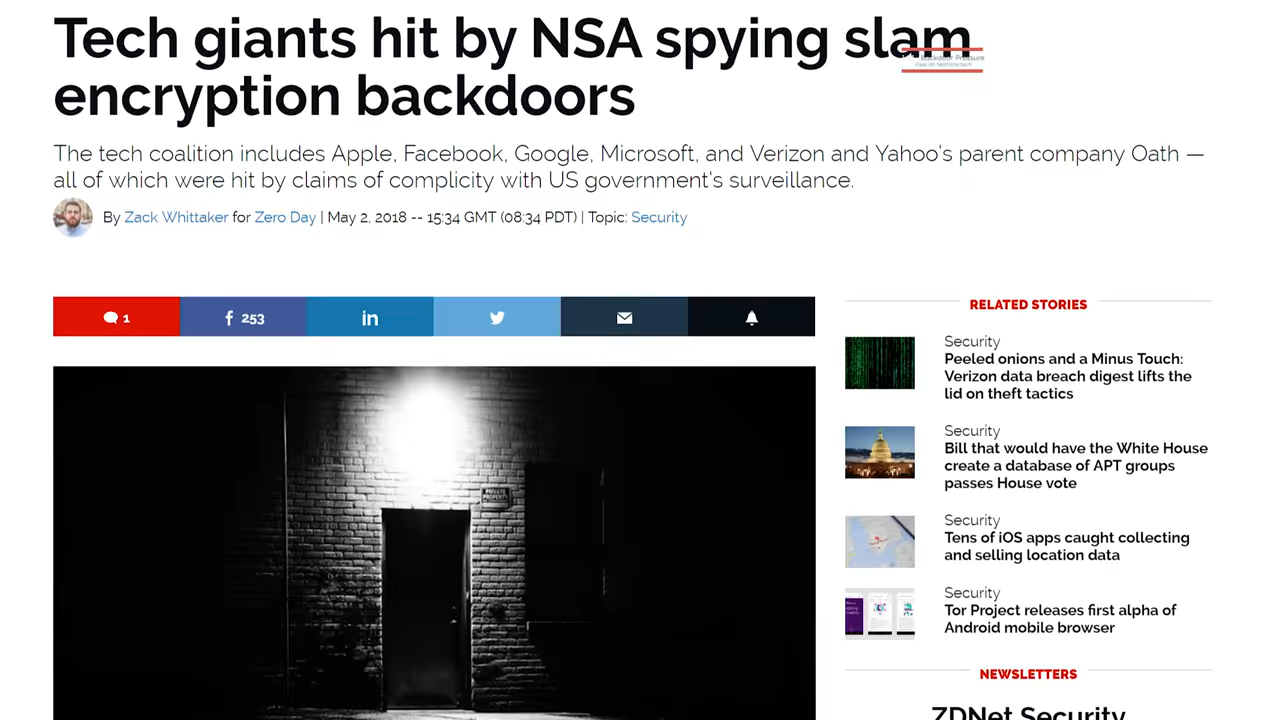 Tech giants hit by NSA spying slam
encryption backdoors
Backdoor Pressure
The tech coalition includes Apple, Facebook, Google, Microsoft, and Verizon and Yahoo's parent company Oath —
all of which were hit by claims of complicity with US government's surveillance.
By Zack Whittaker for Zero Day | May 2, 2018 -- 15:34 GMT (08:34 PDT) | Topic: Security
1
253
in
PRIVATE
PROPERTY
RELATED STORIES
Security
Peeled onions and a Minus Touch:
Verizon data breach digest lifts the
lid on theft tactics
Security
Bill that would have the White House
create a database of APT groups
passes House vote
Security
Tens of iOS apps caught collecting
and selling location data
Security
Tor Project releases first alpha of
Android mobile browser
NEWSLETTERS
ZDNet Security